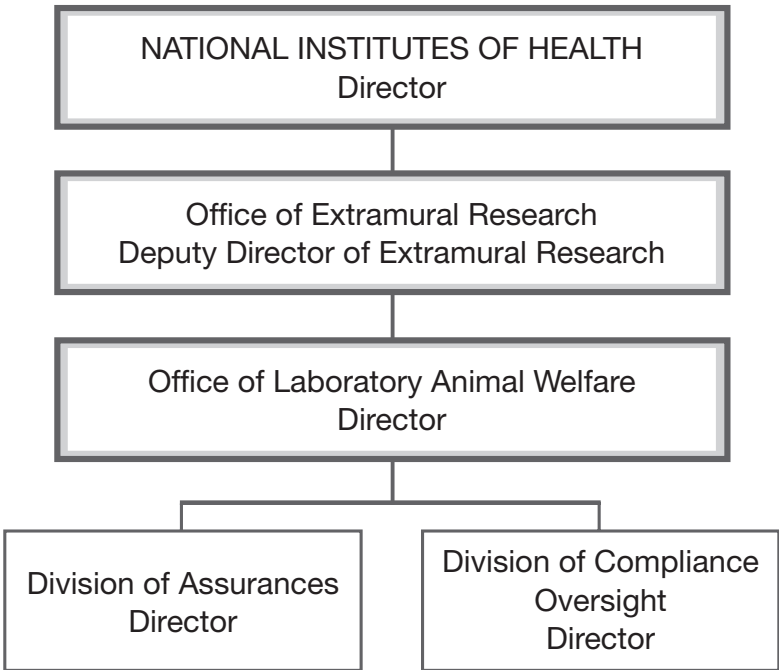 NATIONAL INSTITUTES OF HEALTH
Director
Office of Extramural Research
Deputy Director of Extramural Research
Office of Laboratory Animal Welfare
Director
Division of Assurances
Director
Division of Compliance
Oversight
Director